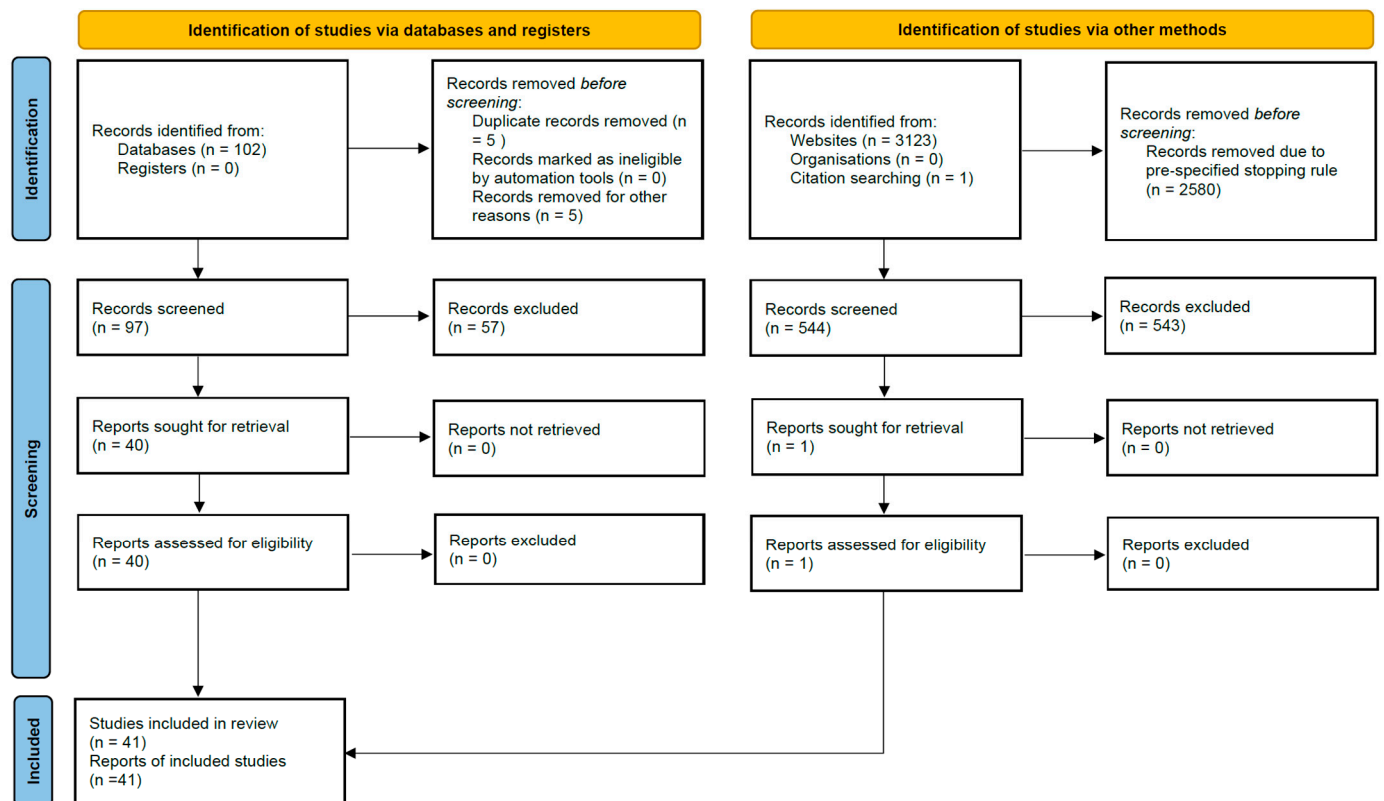 Identification of studies via databases and registers
Identification of studies via other methods
Identification
Records identified from:
Databases (n = 102)
Registers (n = 0)
Records removed before
screening:
Duplicate records removed (n
= 5 )
Records marked as ineligible
by automation tools (n = 0)
Records removed for other
reasons (n = 5)
Records identified from:
Websites (n = 3123)
Organisations (n = 0)
Citation searching (n = 1)
Records removed before
screening:
Records removed due to
pre-specified stopping rule
(n = 2580)
Screening
Records screened
(n = 97)
Records excluded
(n = 57)
Records screened
(n = 544)
Records excluded
(n = 543)
Reports sought for retrieval
(n = 40)
Reports not retrieved
(n = 0)
Reports sought for retrieval
(n = 1)
Reports not retrieved
(n = 0)
Reports assessed for eligibility
(n = 40)
Reports excluded
(n = 0)
Reports assessed for eligibility
(n = 1)
Reports excluded
(n = 0)
Included
Studies included in review
(n = 41)
Reports of included studies
(n =41)